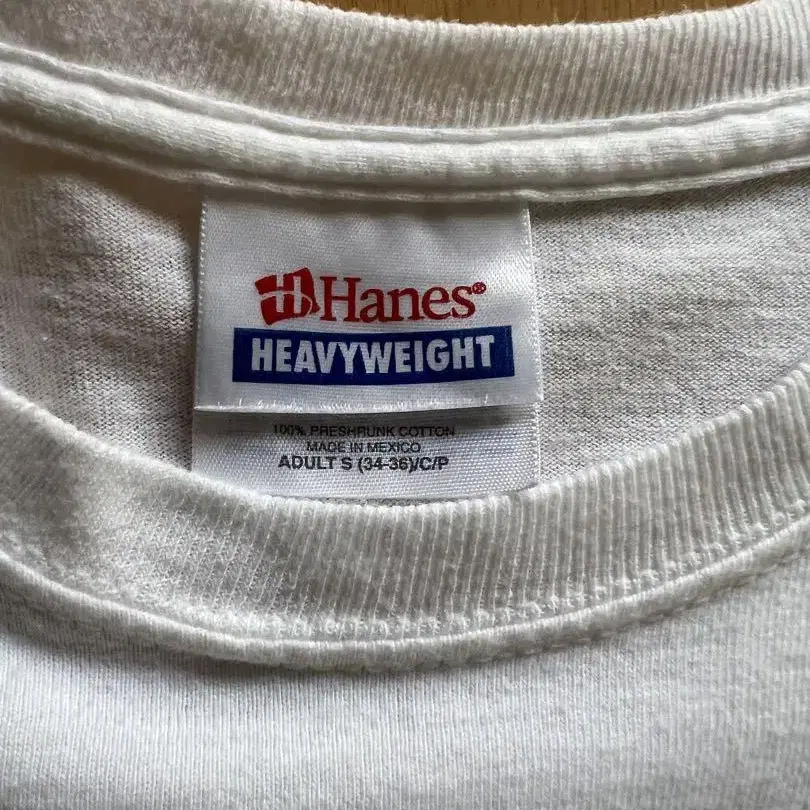 Hanes®
HEAVYWEIGHT
100% PRESHRUNK COTTON
MADE IN MEXICO
ADULT S (34-36)/C/P